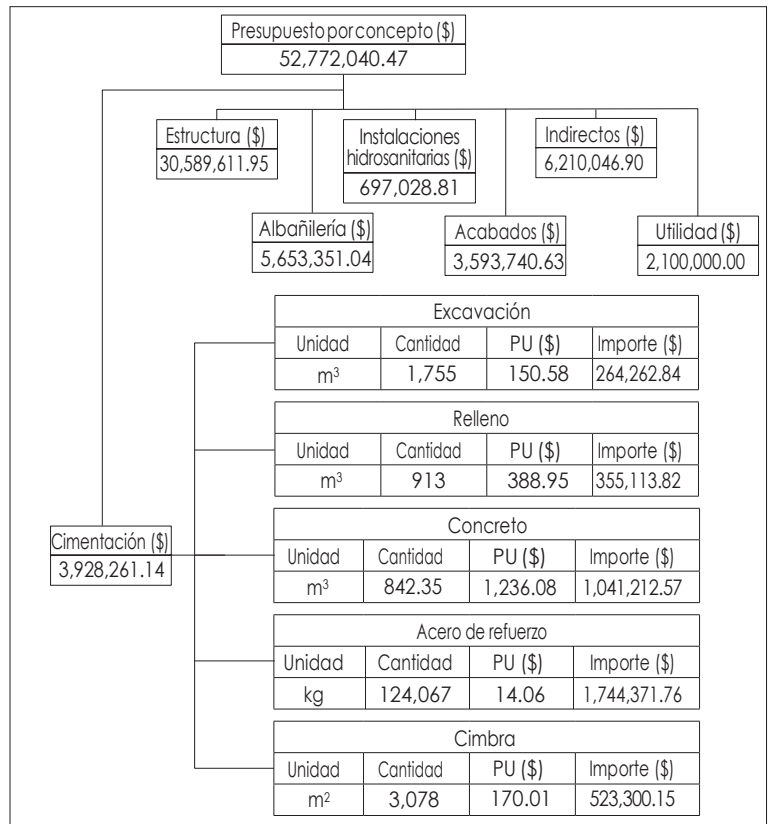 Presupuesto por concepto ($)
52,772,040.47
Estructura ($)
30,589,611.95
Instalaciones
hidrosanitarias ($)
697,028.81
Indirectos ($)
6,210,046.90
Albañilería ($)
5,653,351.04
Acabados ($)
3,593,740.63
Utilidad ($)
2,100,000.00
Cimentación ($)
3,928,261.14
Excavación
Unidad Cantidad PU ($) Importe ($)
m³ 1,755 150.58 264,262.84
Relleno
Unidad Cantidad PU ($) Importe ($)
m³ 913 388.95 355,113.82
Concreto
Unidad Cantidad PU ($) Importe ($)
m³ 842.35 1,236.08 1,041,212.57
Acero de refuerzo
Unidad Cantidad PU ($) Importe ($)
kg 124,067 14.06 1,744,371.76
Cimbra
Unidad Cantidad PU ($) Importe ($)
m² 3,078 170.01 523,300.15